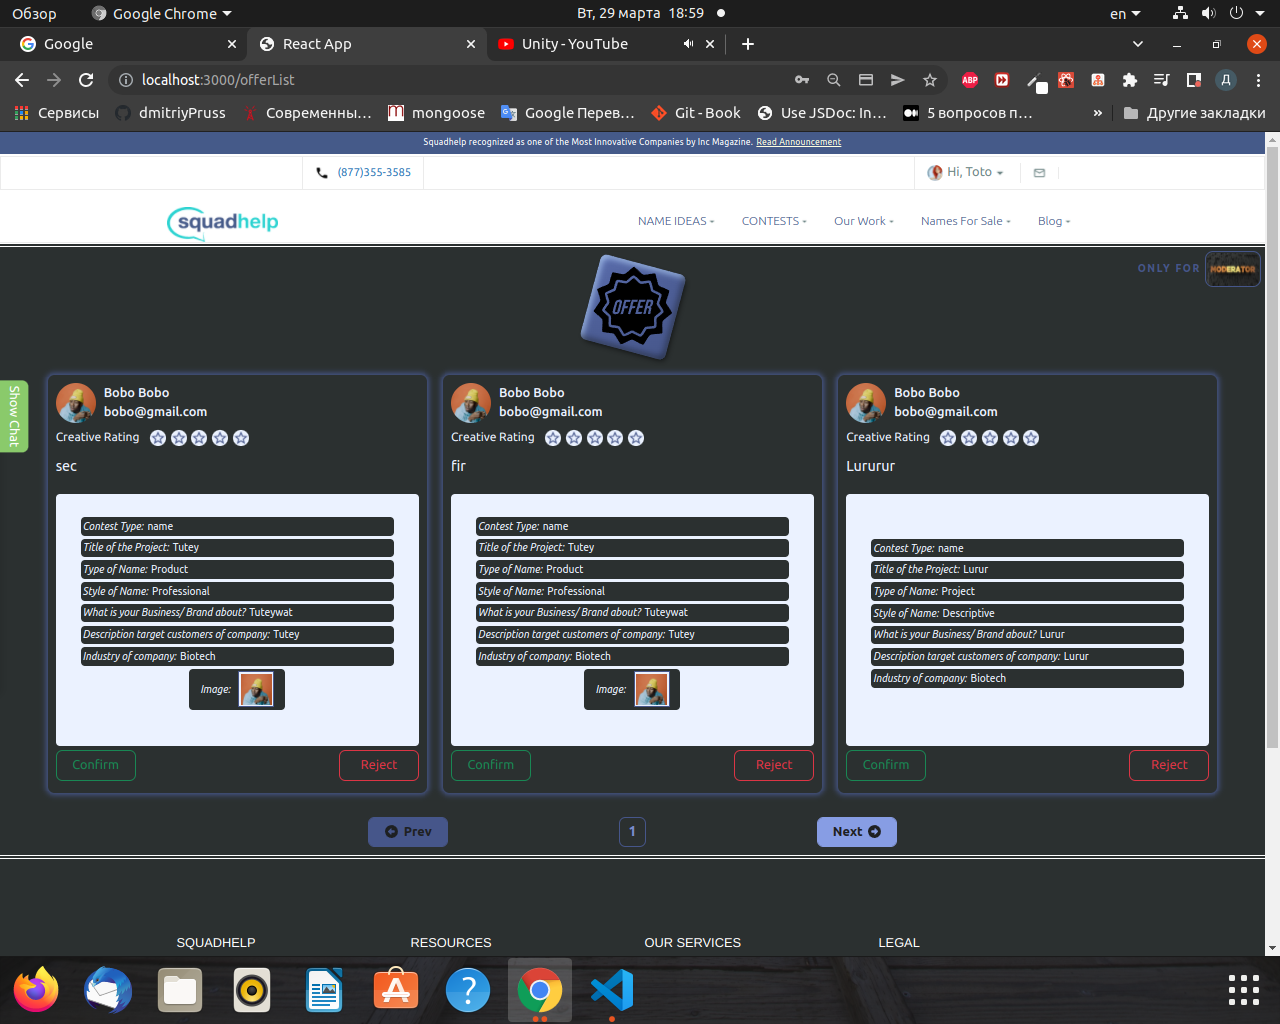 Обзор
Google Chrome
Вт, 29 марта 18:59
en
Google
React App
Unity - YouTube
localhost:3000/offerList
ABP
Д
Сервисы
dmitriyPruss
Современны...
mongoose
Google Перев...
Git - Book
Use JSDoc: In...
5 вопросов п...
»
Другие закладки
Squadhelp recognized as one of the Most Innovative Companies by Inc Magazine. Read Announcement
(877)355-3585
Hi, Toto
squadhelp
NAME IDEAS
CONTESTS
Our Work
Names For Sale
Blog
ONLY FOR
MODERATOR
OFFER
Show Chat
Bobo Bobo
bobo@gmail.com
Creative Rating
sec
Contest Type: name
Title of the Project: Tutey
Type of Name: Product
Style of Name: Professional
What is your Business/ Brand about? Tuteywat
Description target customers of company: Tutey
Industry of company: Biotech
Image:
Confirm
Reject
Bobo Bobo
bobo@gmail.com
Creative Rating
fir
Contest Type: name
Title of the Project: Tutey
Type of Name: Product
Style of Name: Professional
What is your Business/ Brand about? Tuteywat
Description target customers of company: Tutey
Industry of company: Biotech
Image:
Confirm
Reject
Bobo Bobo
bobo@gmail.com
Creative Rating
Lururur
Contest Type: name
Title of the Project: Lurur
Type of Name: Project
Style of Name: Descriptive
What is your Business/ Brand about? Lurur
Description target customers of company: Lurur
Industry of company: Biotech
Confirm
Reject
Prev
1
Next
SQUADHELP
RESOURCES
OUR SERVICES
LEGAL